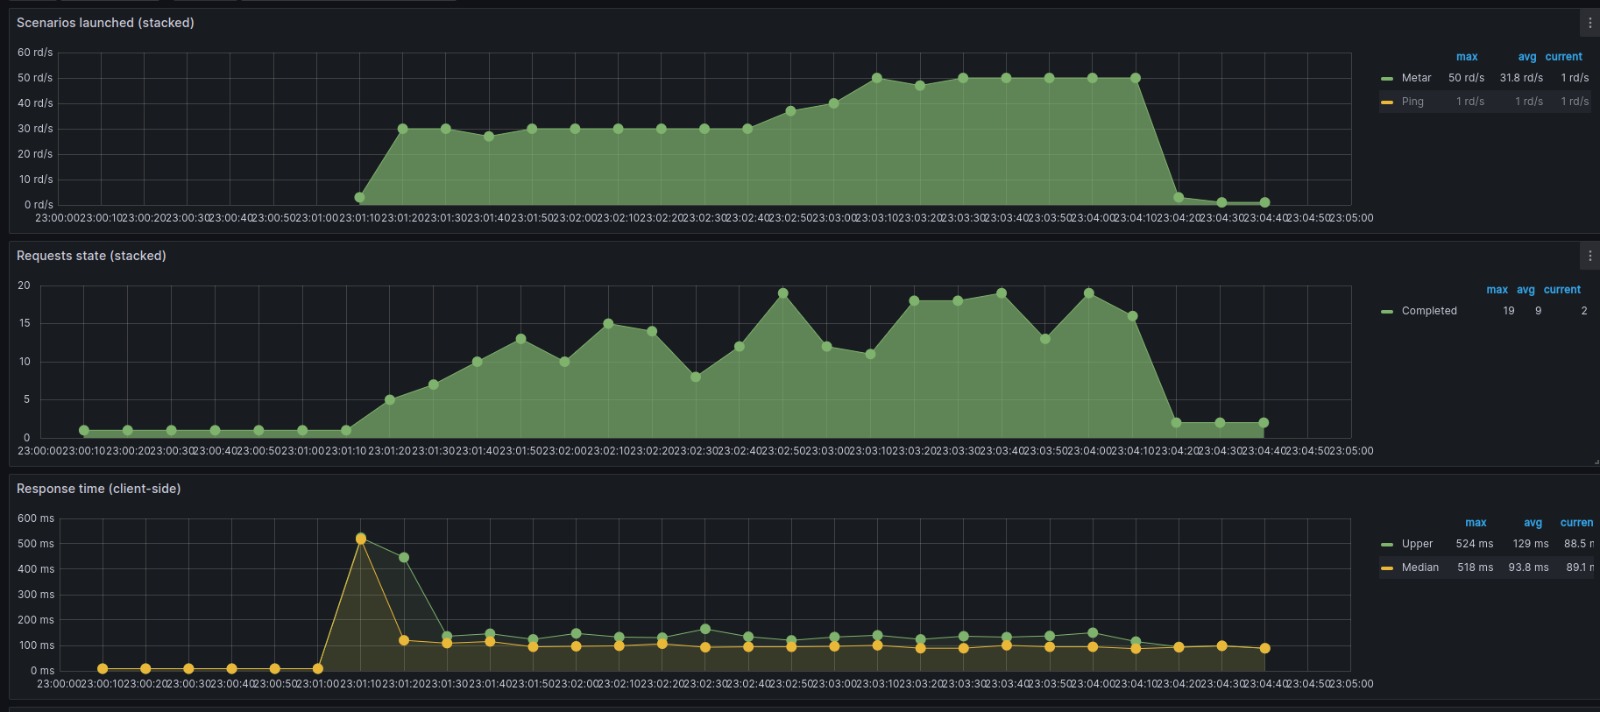 Scenarios launched (stacked)
60 rd/s
50 rd/s
40 rd/s
30 rd/s
20 rd/s
10 rd/s
0 rd/s
23:00:00 23:00:10 23:00:20 23:00:30 23:00:40 23:00:50 23:01:00 23:01:10 23:01:20 23:01:30 23:01:40 23:01:50 23:02:00 23:02:10 23:02:20 23:02:30 23:02:40 23:02:50 23:03:00 23:03:10 23:03:20 23:03:30 23:03:40 23:03:50 23:04:00 23:04:10 23:04:20 23:04:30 23:04:40 23:04:50 23:05:00
max avg current
Metar 50 rd/s 31.8 rd/s 1 rd/s
Ping 1 rd/s 1 rd/s 1 rd/s
Requests state (stacked)
20
15
10
5
0
23:00:00 23:00:10 23:00:20 23:00:30 23:00:40 23:00:50 23:01:00 23:01:10 23:01:20 23:01:30 23:01:40 23:01:50 23:02:00 23:02:10 23:02:20 23:02:30 23:02:40 23:02:50 23:03:00 23:03:10 23:03:20 23:03:30 23:03:40 23:03:50 23:04:00 23:04:10 23:04:20 23:04:30 23:04:40 23:04:50 23:05:00
max avg current
Completed 19 9 2
Response time (client-side)
600 ms
500 ms
400 ms
300 ms
200 ms
100 ms
0 ms
23:00:00 23:00:10 23:00:20 23:00:30 23:00:40 23:00:50 23:01:00 23:01:10 23:01:20 23:01:30 23:01:40 23:01:50 23:02:00 23:02:10 23:02:20 23:02:30 23:02:40 23:02:50 23:03:00 23:03:10 23:03:20 23:03:30 23:03:40 23:03:50 23:04:00 23:04:10 23:04:20 23:04:30 23:04:40 23:04:50 23:05:00
max avg curren
Upper 524 ms 129 ms 88.5
Median 518 ms 93.8 ms 89.1